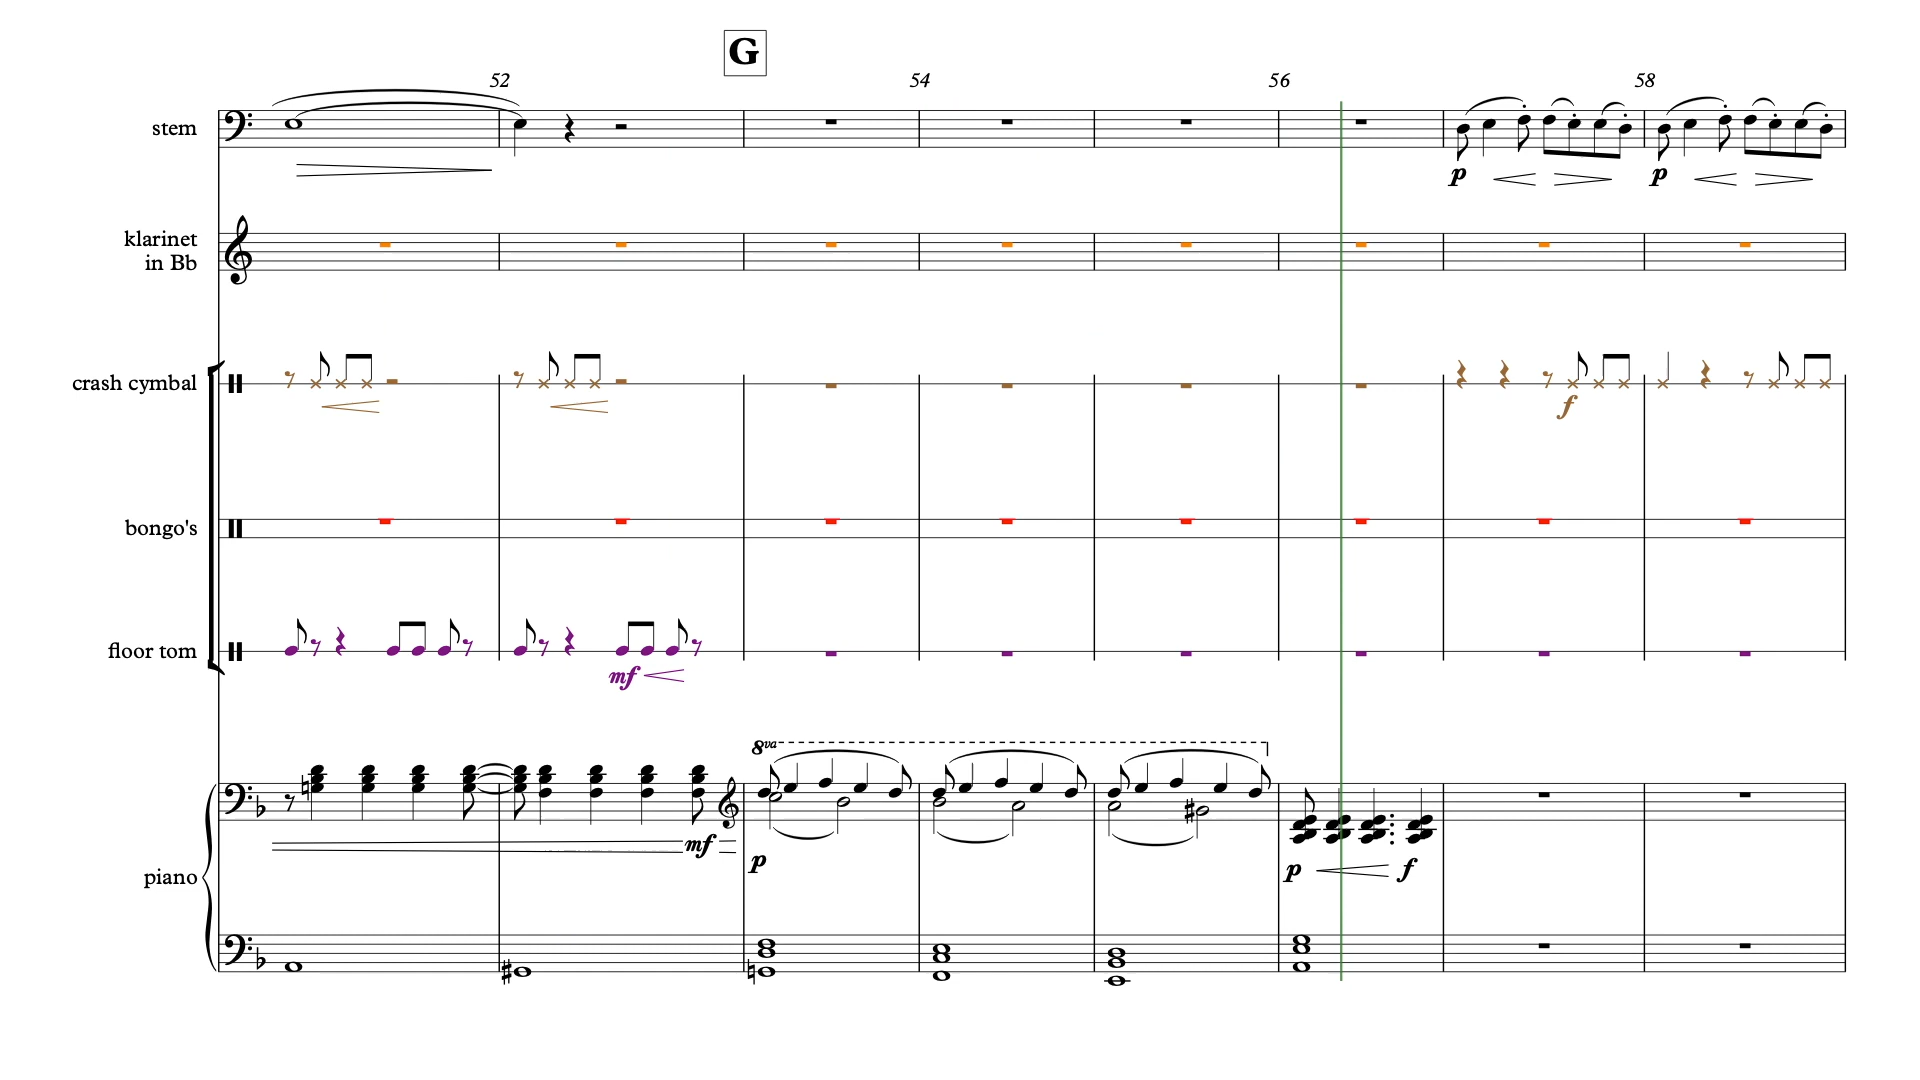 G
52
54
56
58
stem
p
p
klarinet
in Bb
crash cymbal
f
bongo's
floor tom
mf
8va
mf
p
p
f
piano